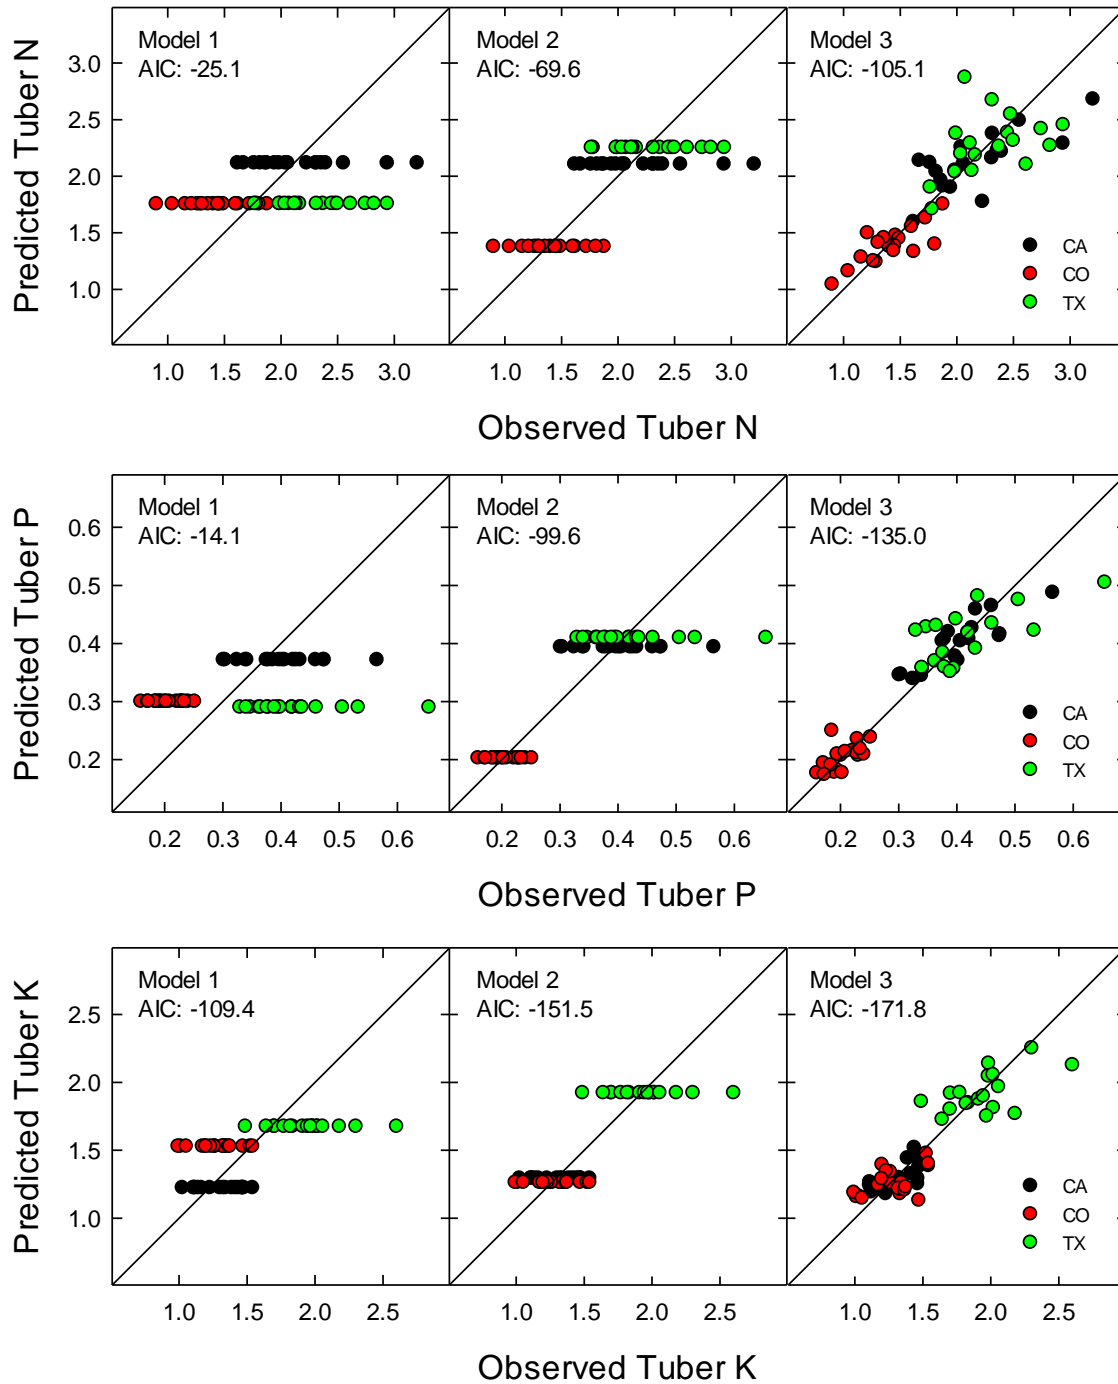 Predicted Tuber N
3.0
2.5
2.0
1.5
1.0
Model 1
AIC: -25.1
Model 2
AIC: -69.6
Model 3
AIC: -105.1
CA
CO
TX
1.0 1.5 2.0 2.5 3.0
1.0 1.5 2.0 2.5 3.0
1.0 1.5 2.0 2.5 3.0
Observed Tuber N
Predicted Tuber P
0.6
0.5
0.4
0.3
0.2
Model 1
AIC: -14.1
Model 2
AIC: -99.6
Model 3
AIC: -135.0
CA
CO
TX
0.2 0.3 0.4 0.5 0.6
0.2 0.3 0.4 0.5 0.6
0.2 0.3 0.4 0.5 0.6
Observed Tuber P
Predicted Tuber K
2.5
2.0
1.5
1.0
Model 1
AIC: -109.4
Model 2
AIC: -151.5
Model 3
AIC: -171.8
CA
CO
TX
1.0 1.5 2.0 2.5
1.0 1.5 2.0 2.5
1.0 1.5 2.0 2.5
Observed Tuber K